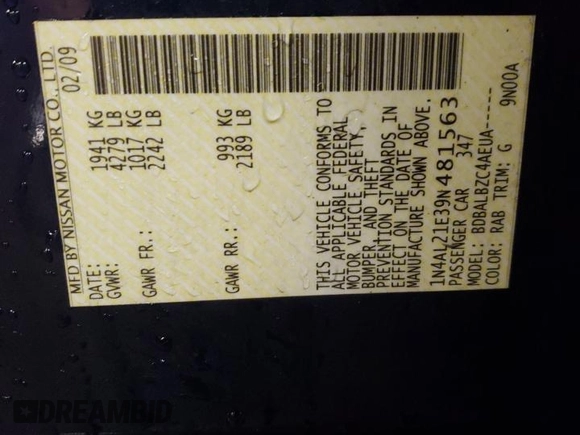 MFD BY NISSAN MOTOR CO., LTD.
DATE: 02/09
GVWR: 1941 KG
4279 LB
GAWR FR.: 1017 KG
2242 LB
GAWR RR.: 993 KG
2189 LB
THIS VEHICLE CONFORMS TO
ALL APPLICABLE FEDERAL
MOTOR VEHICLE SAFETY,
BUMPER, AND THEFT
PREVENTION STANDARDS IN
EFFECT ON THE DATE OF
MANUFACTURE SHOWN ABOVE.
1N4AL21E39N481563
PASSENGER CAR 347
MODEL: BDBALBZC4AEUA------
COLOR: RAB TRIM: G 9N00A
DREAMBID